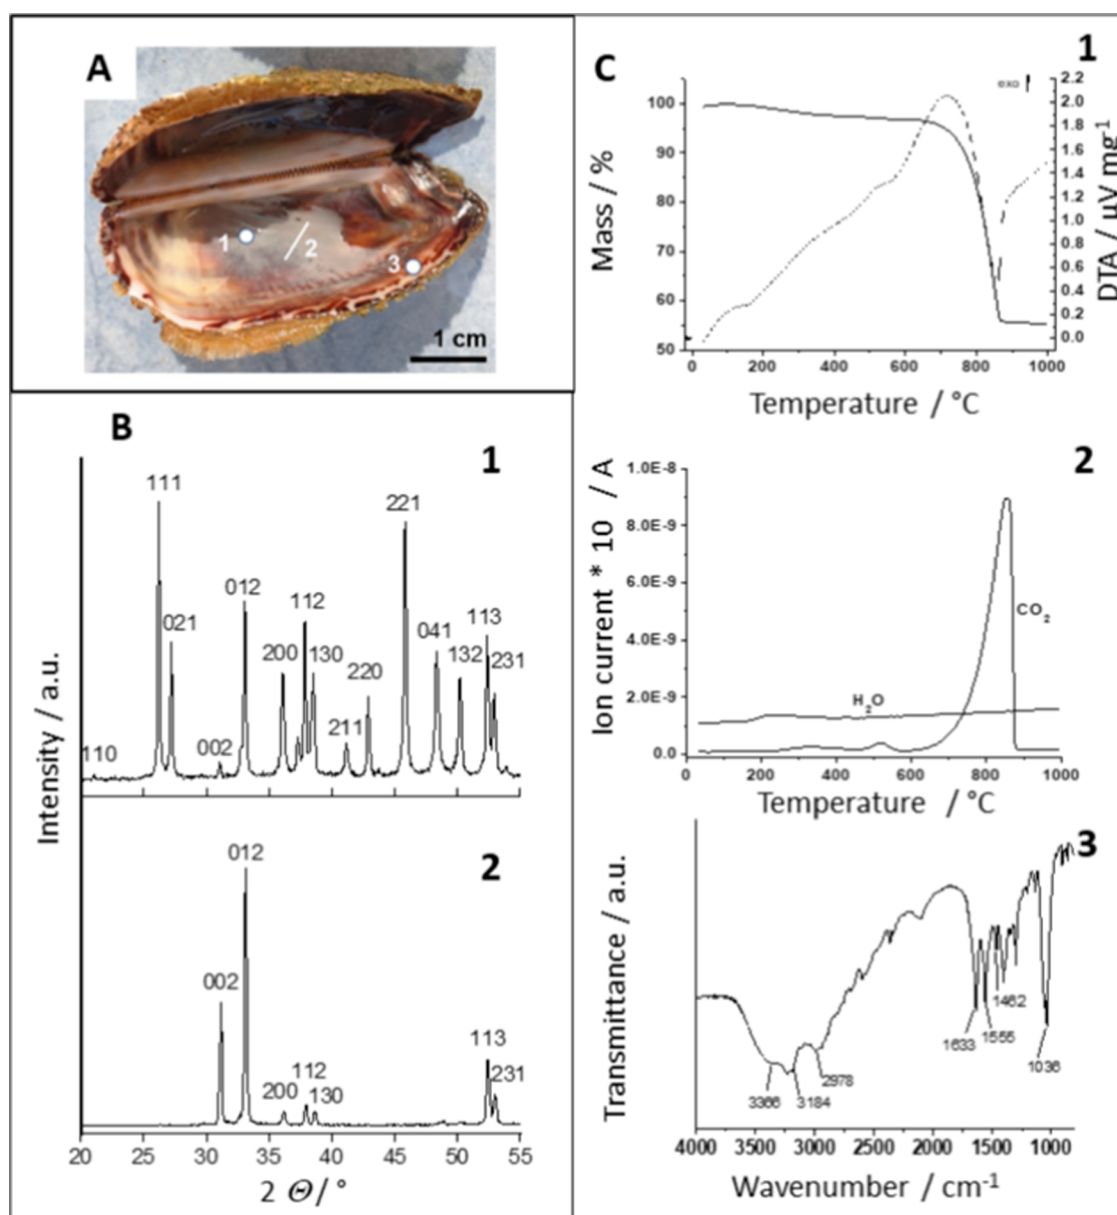 A
1
2
3
1 cm
B
1
111
221
012
112
021
113
041
200
130
132
231
220
211
002
110
Intensity / a.u.
2
012
002
113
112
231
200
130
20 25 30 35 40 45 50 55
2 Θ / °
C
1
exo
100
90
80
70
60
50
Mass / %
2.2
2.0
1.8
1.6
1.4
1.2
1.0
0.8
0.6
0.4
0.2
0.0
DTA / µV mg-1
0 200 400 600 800 1000
Temperature / °C
2
1.0E-8
8.0E-9
6.0E-9
4.0E-9
2.0E-9
0.0
Ion current * 10 / A
CO2
H2O
0 200 400 600 800 1000
Temperature / °C
3
Transmittance / a.u.
1462
1555
1633
1036
2978
3366
3184
4000 3500 3000 2500 2000 1500 1000
Wavenumber / cm-1